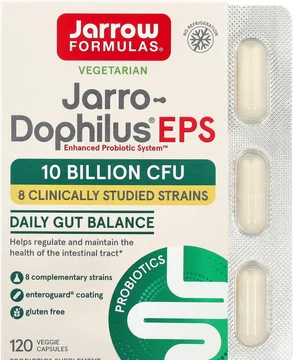 Jarrow
FORMULAS®
NO REFRIGERATION
VEGETARIAN
Jarro-
Dophilus® EPS
Enhanced Probiotic System™
10 BILLION CFU
8 CLINICALLY STUDIED STRAINS
DAILY GUT BALANCE
Helps regulate and maintain the
health of the intestinal tract*
8 complementary strains
enteroguard® coating
gluten free
PROBIOTICS
120 VEGGIE
CAPSULES
PROBIOTICS SUPPLEMENT